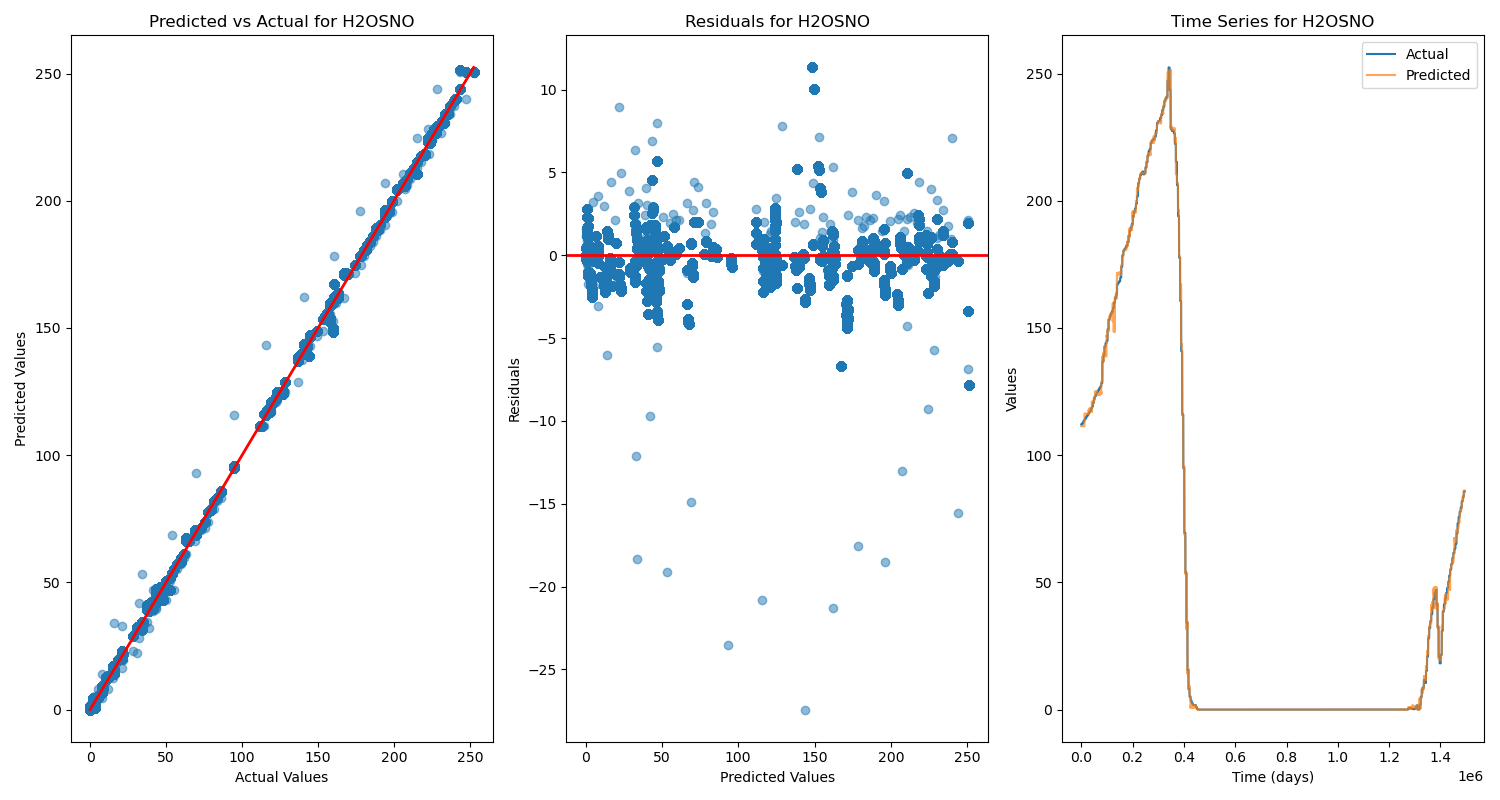 Predicted vs Actual for H2OSNO
Predicted Values
250
200
150
100
50
0
0 50 100 150 200 250
Actual Values
Residuals for H2OSNO
Residuals
10
5
0
−5
−10
−15
−20
−25
0 50 100 150 200 250
Predicted Values
Time Series for H2OSNO
Actual
Predicted
Values
250
200
150
100
50
0
0.0 0.2 0.4 0.6 0.8 1.0 1.2 1.4
1e6
Time (days)